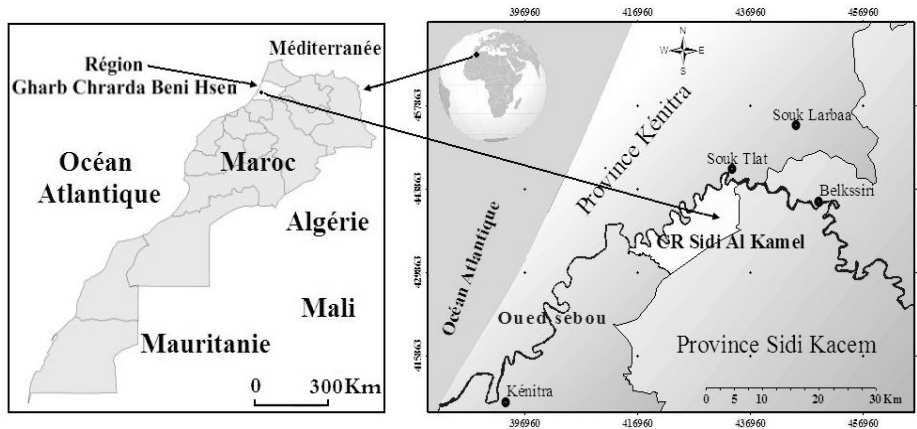 Méditerranée
Région
Gharb Chrarda Beni Hsen
Océan
Atlantique
Maroc
Algérie
Mali
Mauritanie
0 300Km
396960 416960 436960 456960
457863
443863
429863
415863
N
W E
S
Province Kénitra
Océan Atlantique
Souk Larbaa
Souk Tlat
Belkssiri
CR Sidi Al Kamel
Oued sebou
Province Sidi Kacem
Kénitra
0 5 10 20 30 Km
396960 416960 436960 456960